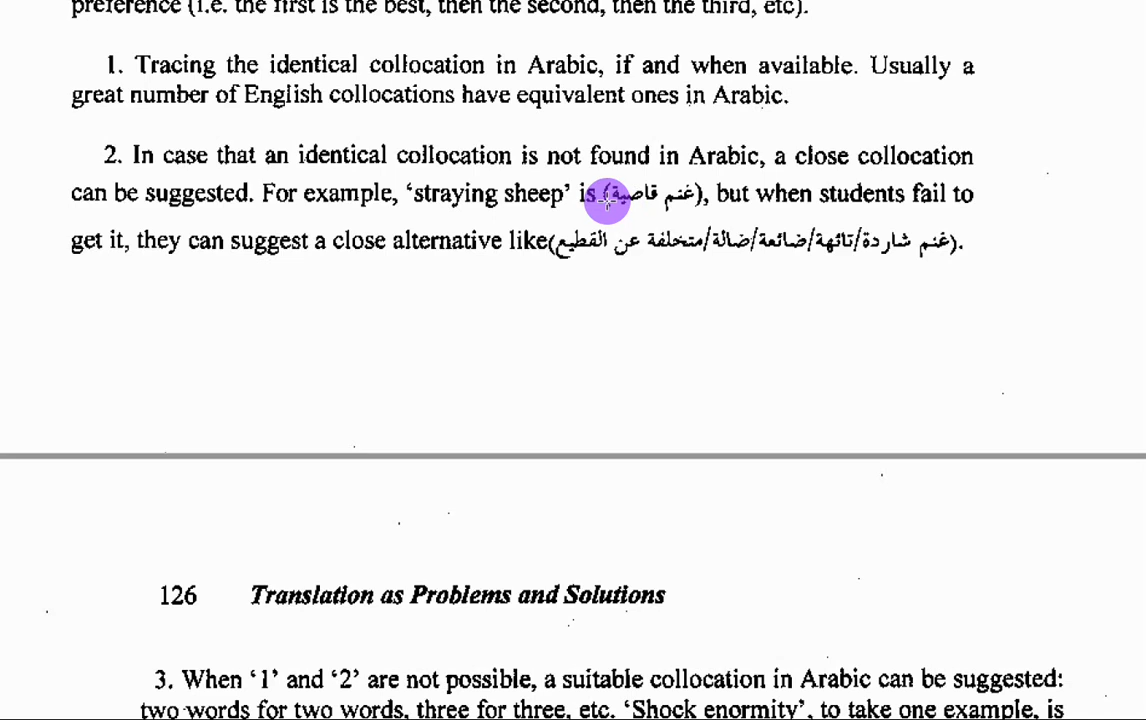 preference (i.e. the first is the best, then the second, then the third, etc).
1. Tracing the identical collocation in Arabic, if and when available. Usually a
great number of English collocations have equivalent ones in Arabic.
2. In case that an identical collocation is not found in Arabic, a close collocation
can be suggested. For example, ‘straying sheep’ is (غنم قاصية), but when students fail to
get it, they can suggest a close alternative like(غنم شاردة/تائهة/ضائعة/ضالة/متخلفة عن القطيع).
126 Translation as Problems and Solutions
3. When ‘1’ and ‘2’ are not possible, a suitable collocation in Arabic can be suggested:
two words for two words, three for three, etc. ‘Shock enormity’, to take one example, is